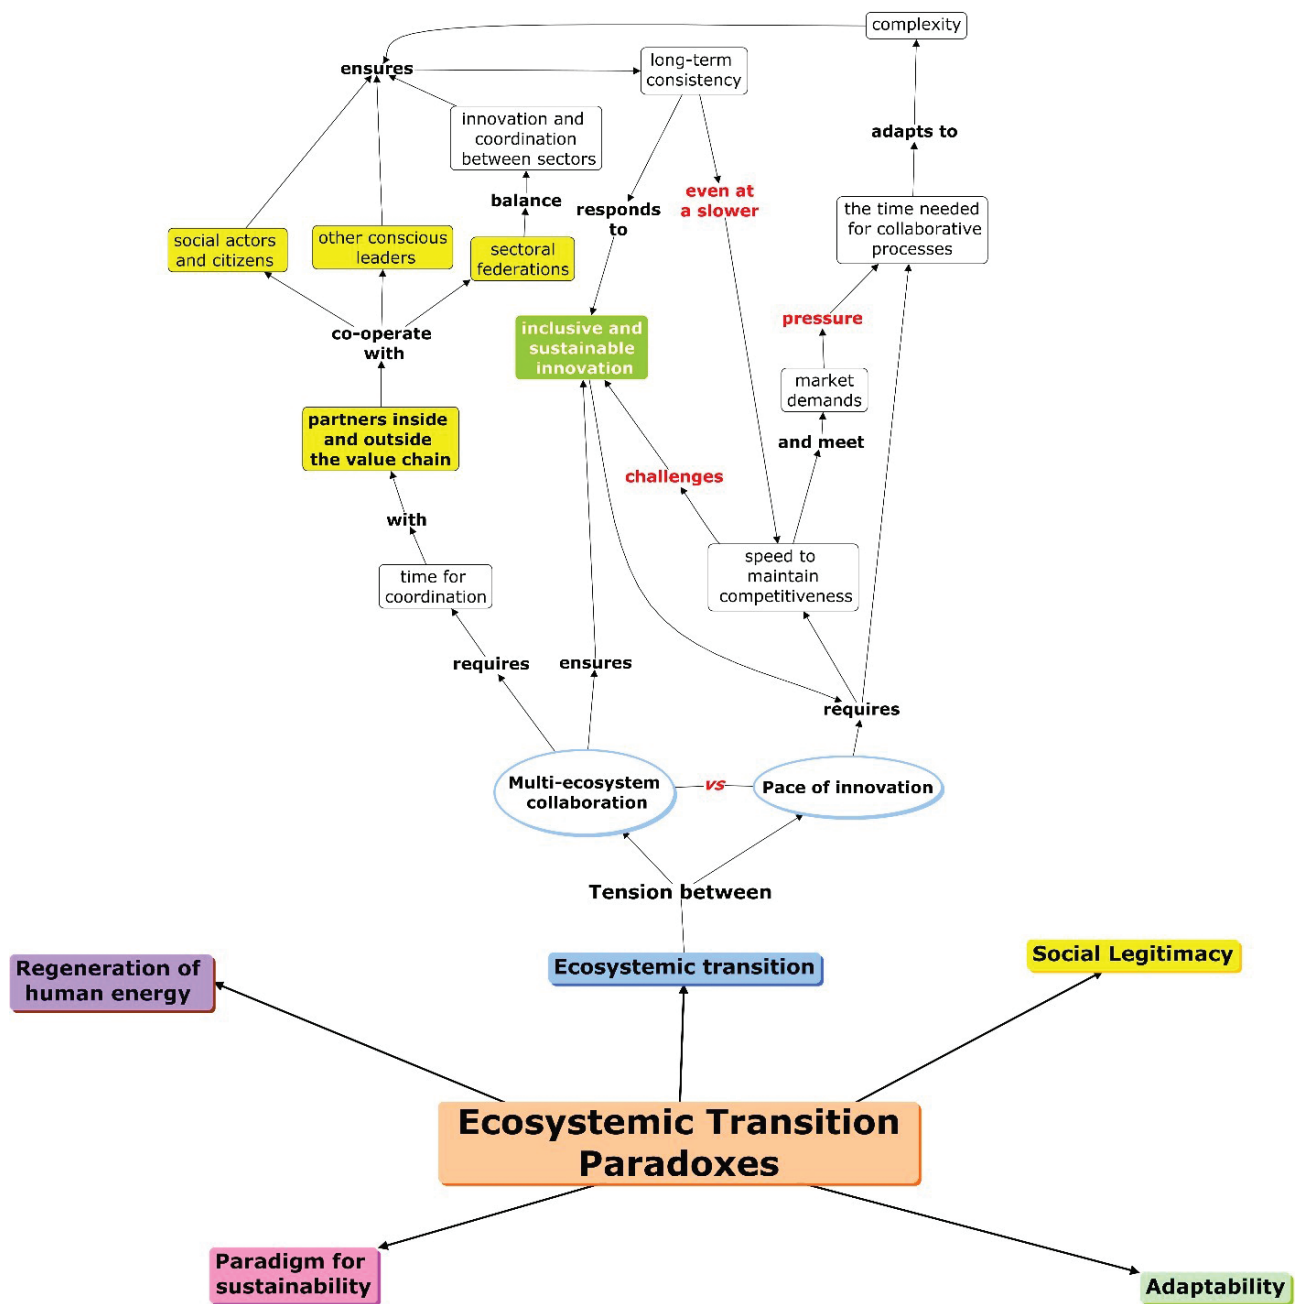 complexity
ensures
long-term
consistency
innovation and
coordination
between sectors
adapts to
balance
even at
a slower
responds
to
the time needed
for collaborative
processes
social actors
and citizens
other conscious
leaders
sectoral
federations
co-operate
with
inclusive and
sustainable
innovation
pressure
market
demands
partners inside
and outside
the value chain
and meet
challenges
with
time for
coordination
speed to
maintain
competitiveness
requires
ensures
requires
Multi-ecosystem
collaboration
vs
Pace of innovation
Tension between
Regeneration of
human energy
Ecosystemic transition
Social Legitimacy
Ecosystemic Transition
Paradoxes
Paradigm for
sustainability
Adaptability